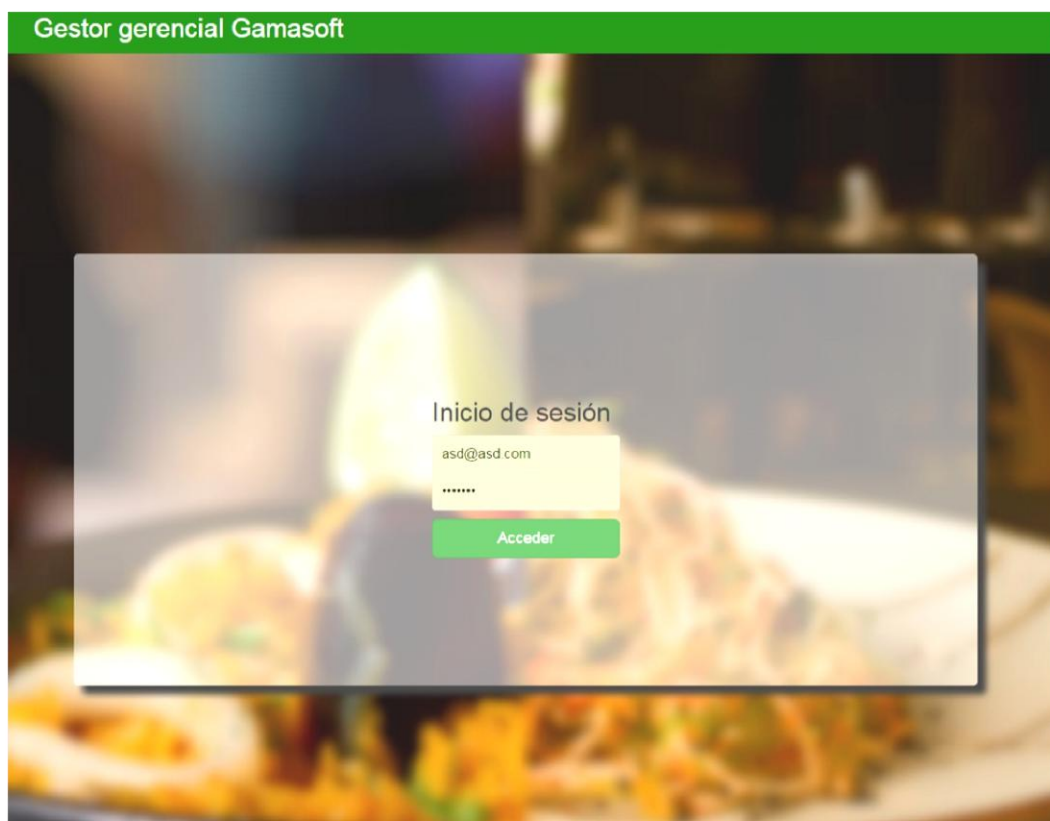 Gestor gerencial Gamasoft
Inicio de sesión
asd@asd.com
•••••••
Acceder